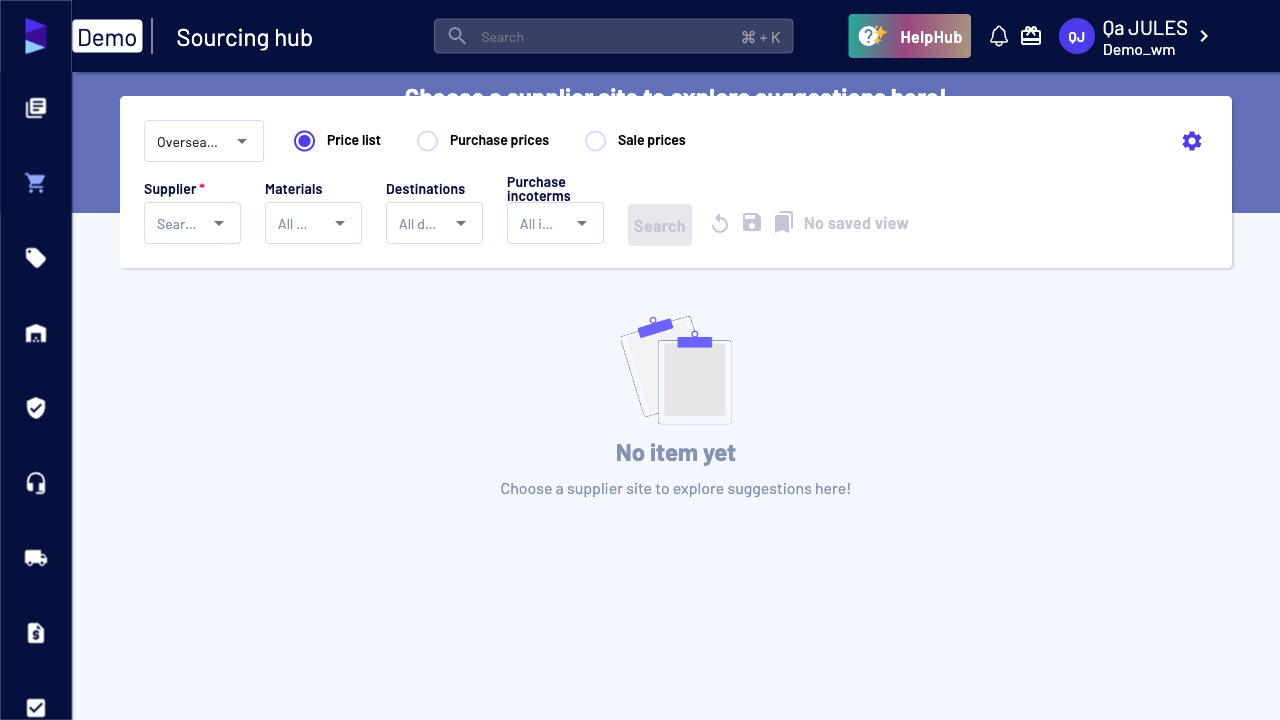 Demo
Sourcing hub
Search
⌘ + K
HelpHub
QJ
Qa JULES
Demo_wm
Choose a supplier site to explore suggestions here!
Oversea...
Price list
Purchase prices
Sale prices
Supplier *
Materials
Destinations
Purchase
incoterms
Sear...
All ...
All d...
All i...
Search
No saved view
No item yet
Choose a supplier site to explore suggestions here!